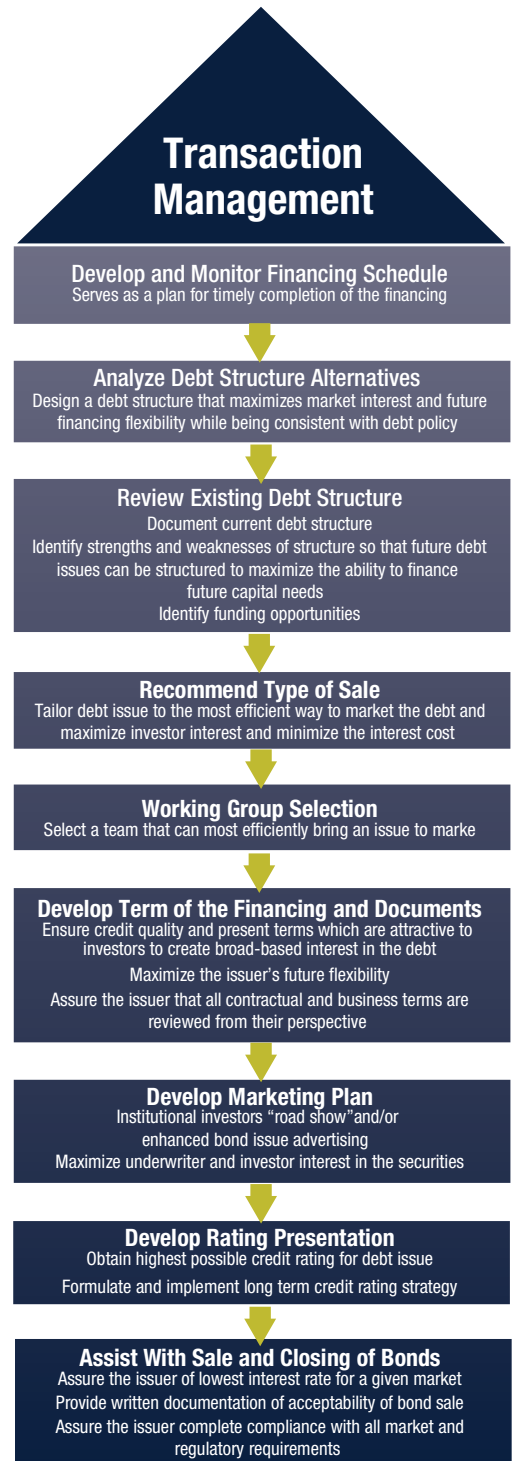 Transaction
Management
Develop and Monitor Financing Schedule
Serves as a plan for timely completion of the financing
Analyze Debt Structure Alternatives
Design a debt structure that maximizes market interest and future
financing flexibility while being consistent with debt policy
Review Existing Debt Structure
Document current debt structure
Identify strengths and weaknesses of structure so that future debt
issues can be structured to maximize the ability to finance
future capital needs
Identify funding opportunities
Recommend Type of Sale
Tailor debt issue to the most efficient way to market the debt and
maximize investor interest and minimize the interest cost
Working Group Selection
Select a team that can most efficiently bring an issue to marke
Develop Term of the Financing and Documents
Ensure credit quality and present terms which are attractive to
investors to create broad-based interest in the debt
Maximize the issuer’s future flexibility
Assure the issuer that all contractual and business terms are
reviewed from their perspective
Develop Marketing Plan
Institutional investors “road show”and/or
enhanced bond issue advertising
Maximize underwriter and investor interest in the securities
Develop Rating Presentation
Obtain highest possible credit rating for debt issue
Formulate and implement long term credit rating strategy
Assist With Sale and Closing of Bonds
Assure the issuer of lowest interest rate for a given market
Provide written documentation of acceptability of bond sale
Assure the issuer complete compliance with all market and
regulatory requirements